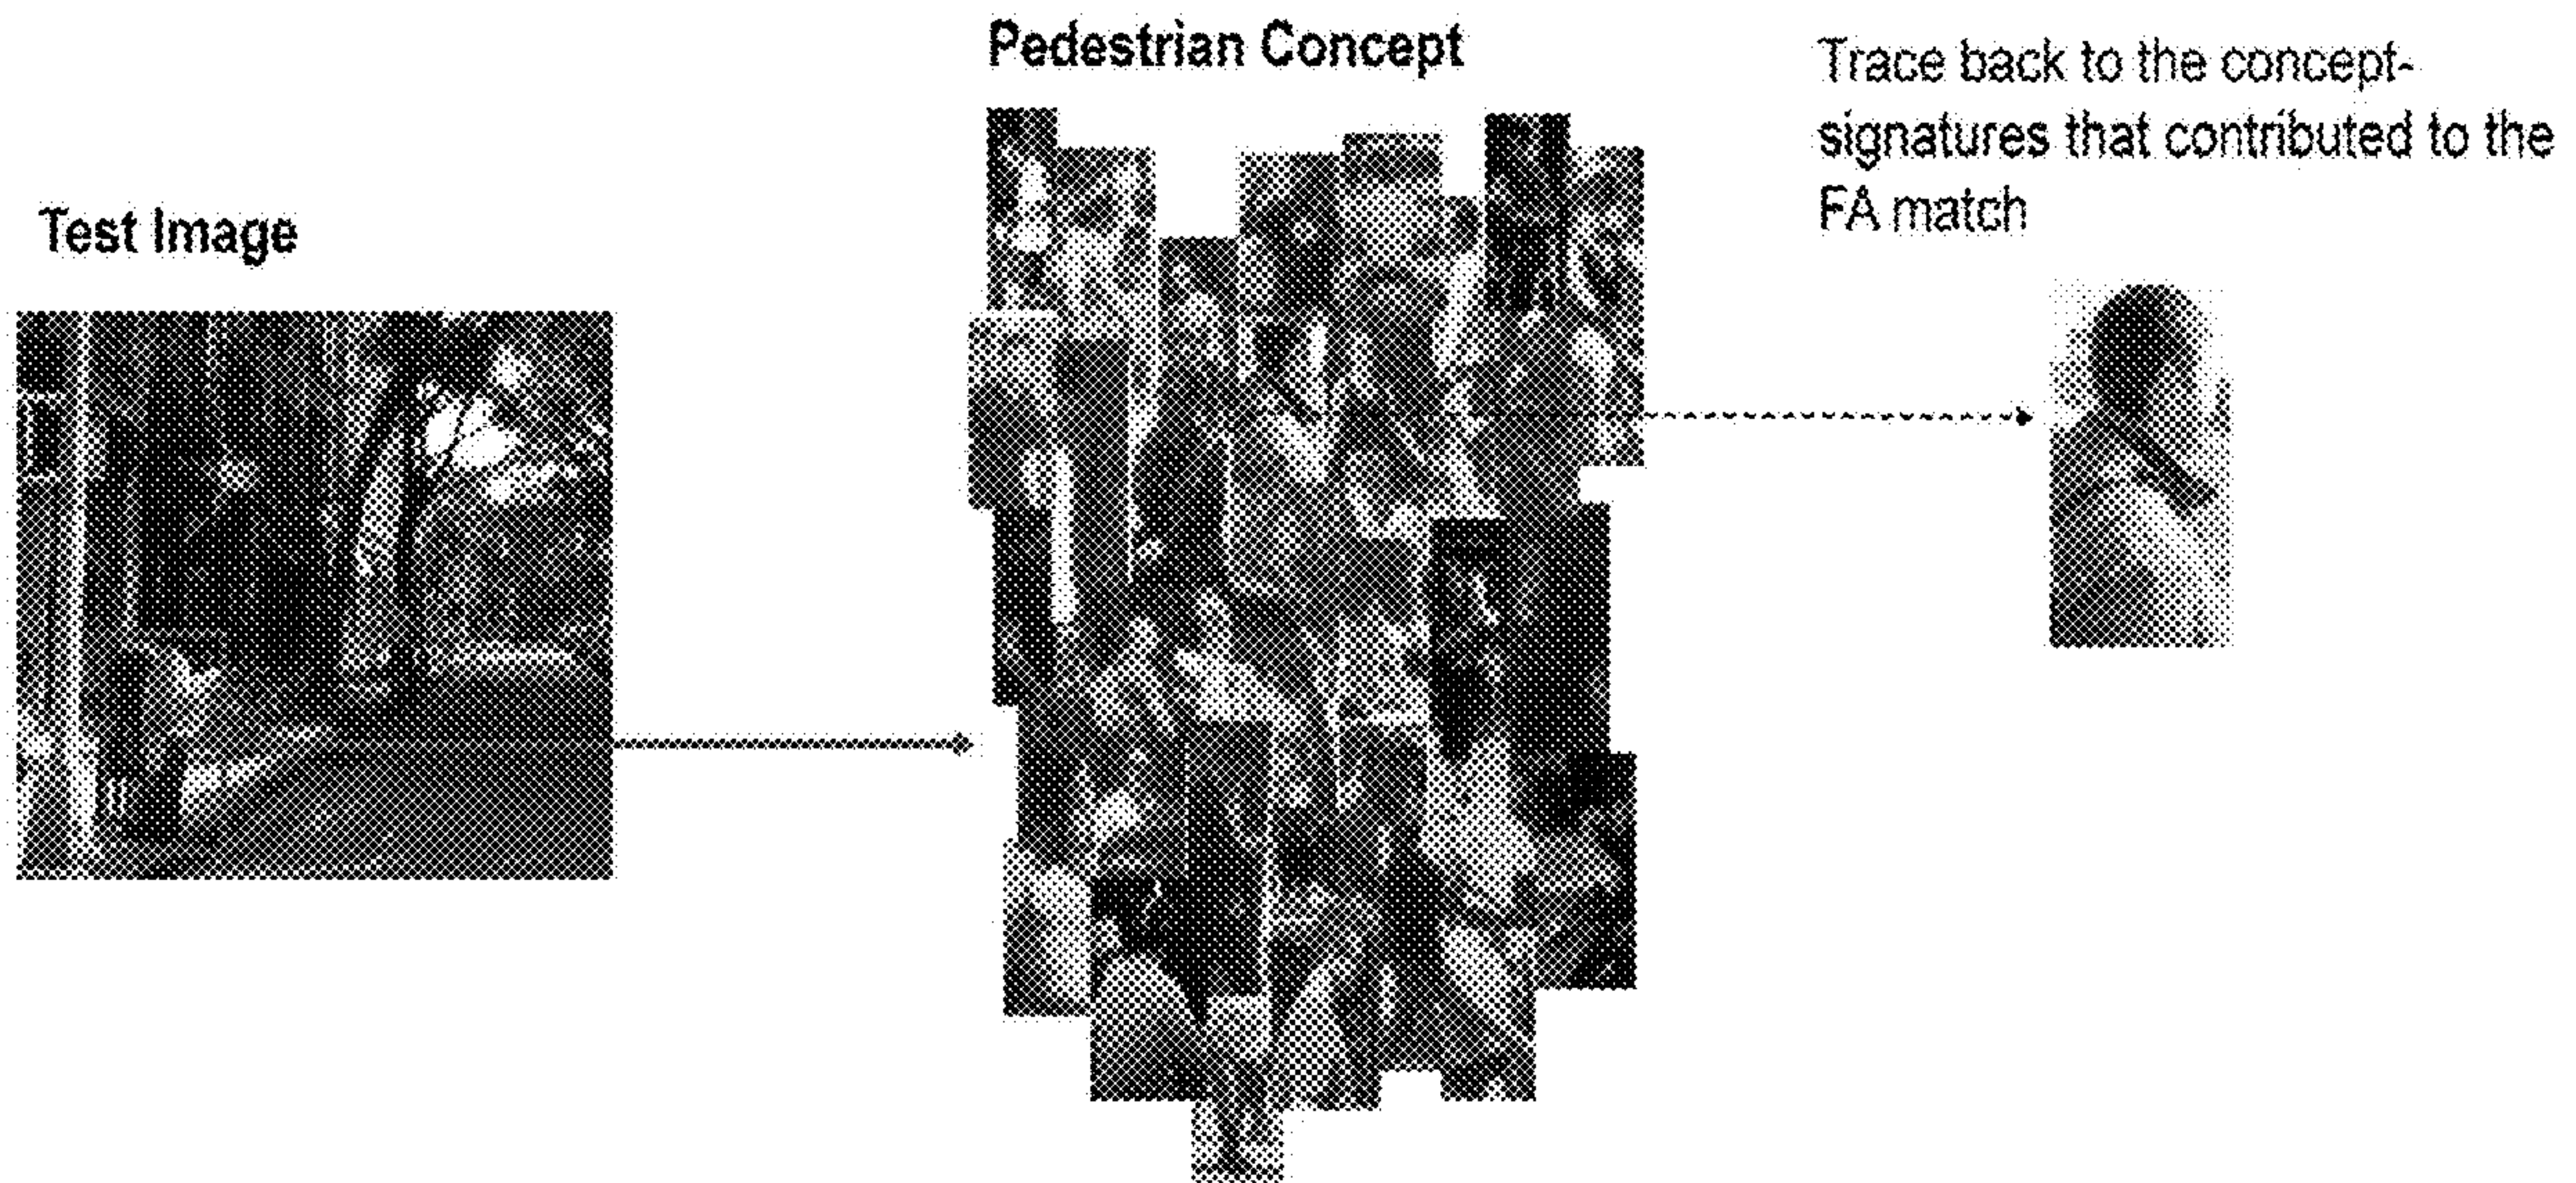 Pedestrian Concept
Trace back to the concept-
signatures that contributed to the
FA match
Test Image